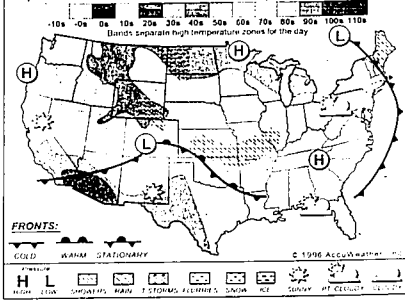 -10s -0s 0s 10s 20s 30s 40s 50s 60s 70s 80s 90s 100s 110s
Bands separate high temperature zones for the day
H
L
H
L
H
FRONTS:
COLD WARM STATIONARY
© 1996 AccuWeather, Inc.
Pressure
H L
HIGH LOW SHOWERS RAIN T-STORMS FLURRIES SNOW ICE SUNNY PT. CLOUDY CLOUDY